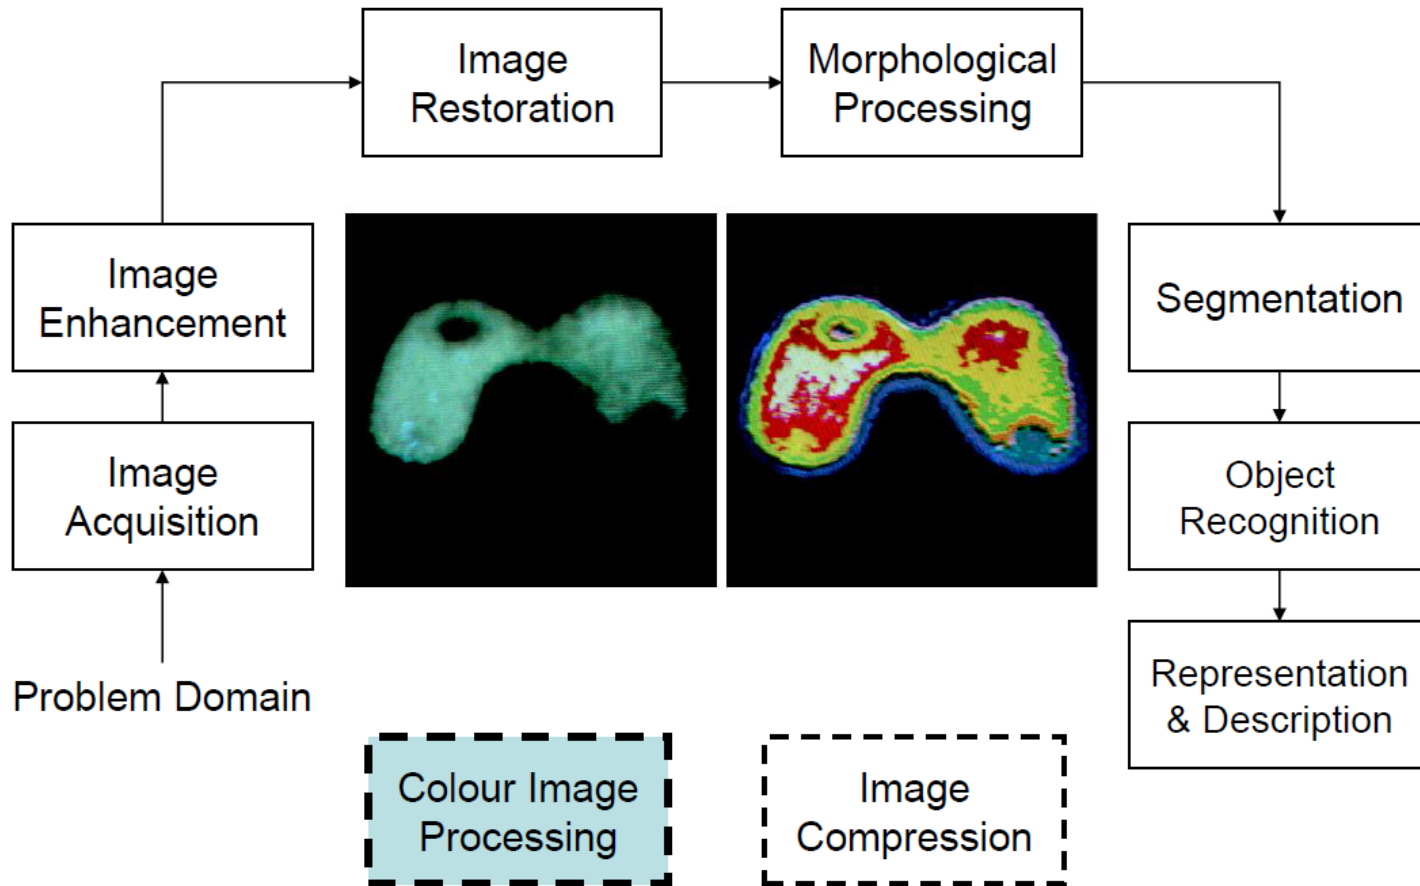 Image
Restoration
Morphological
Processing
Image
Enhancement
Segmentation
Image
Acquisition
Object
Recognition
Problem Domain
Representation
& Description
Colour Image
Processing
Image
Compression